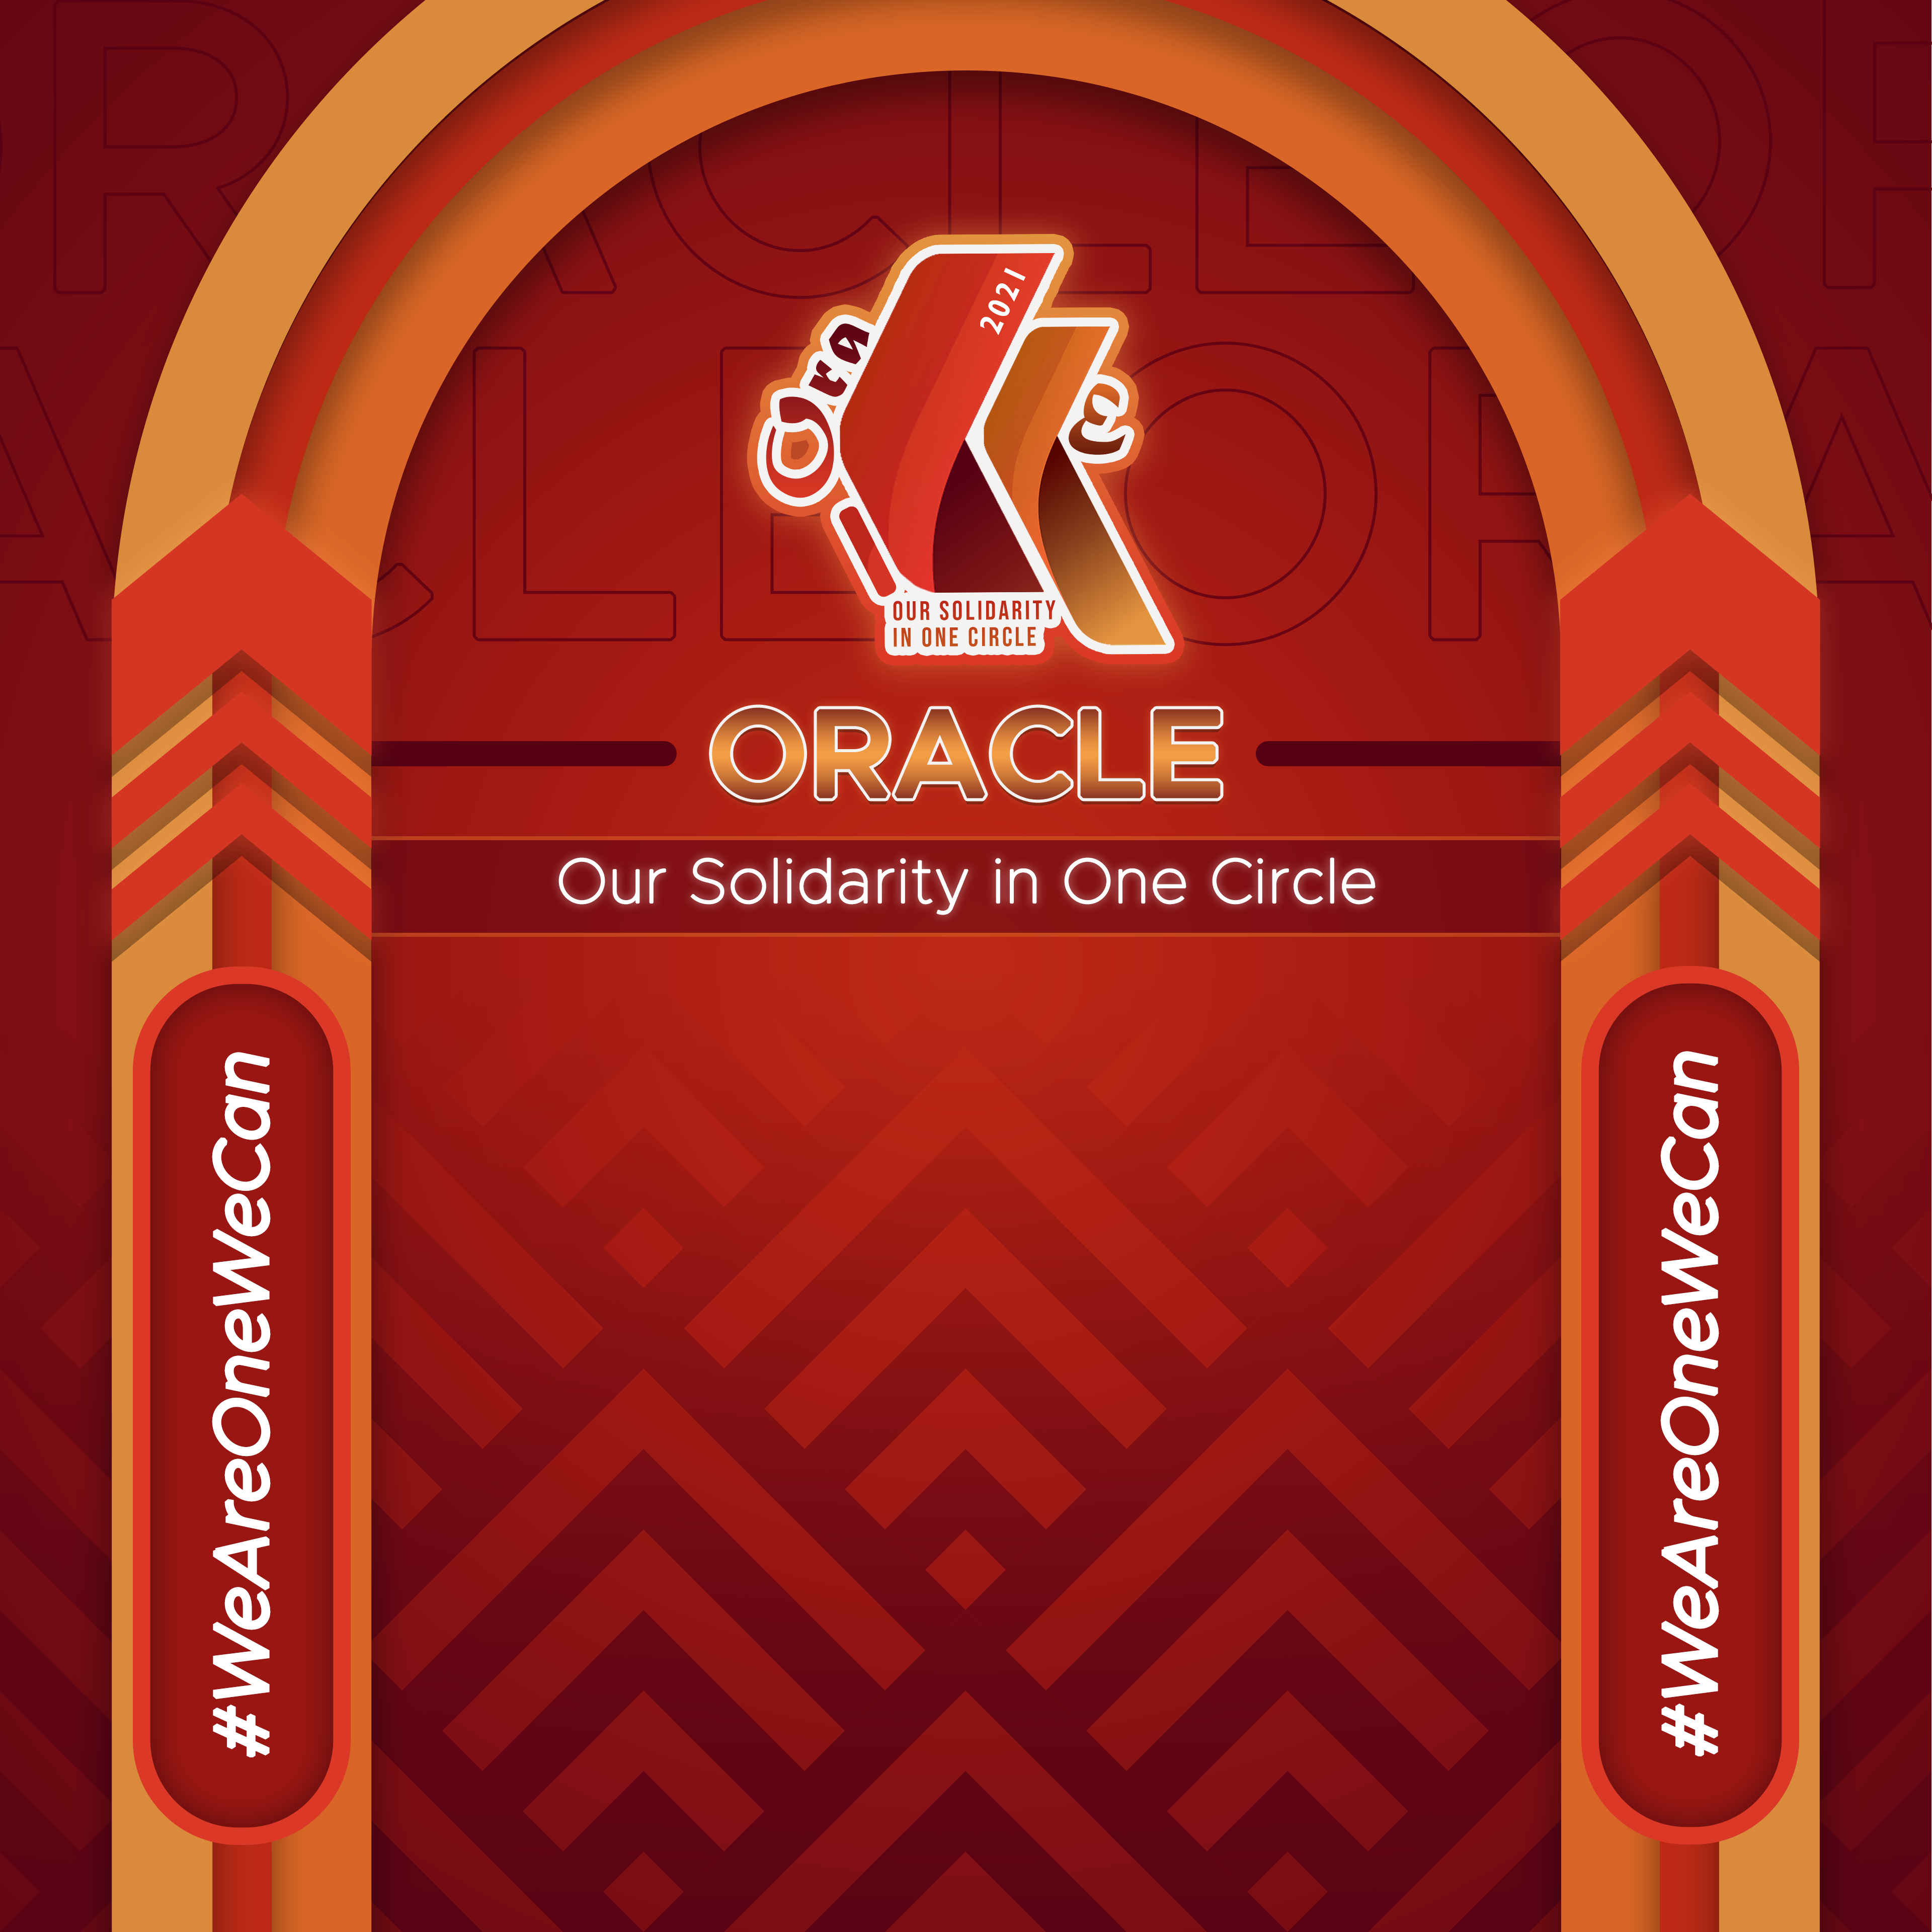 2021
OUR SOLIDARITY
IN ONE CIRCLE
ORACLE
Our Solidarity in One Circle
#WeAreOneWeCan
#WeAreOneWeCan